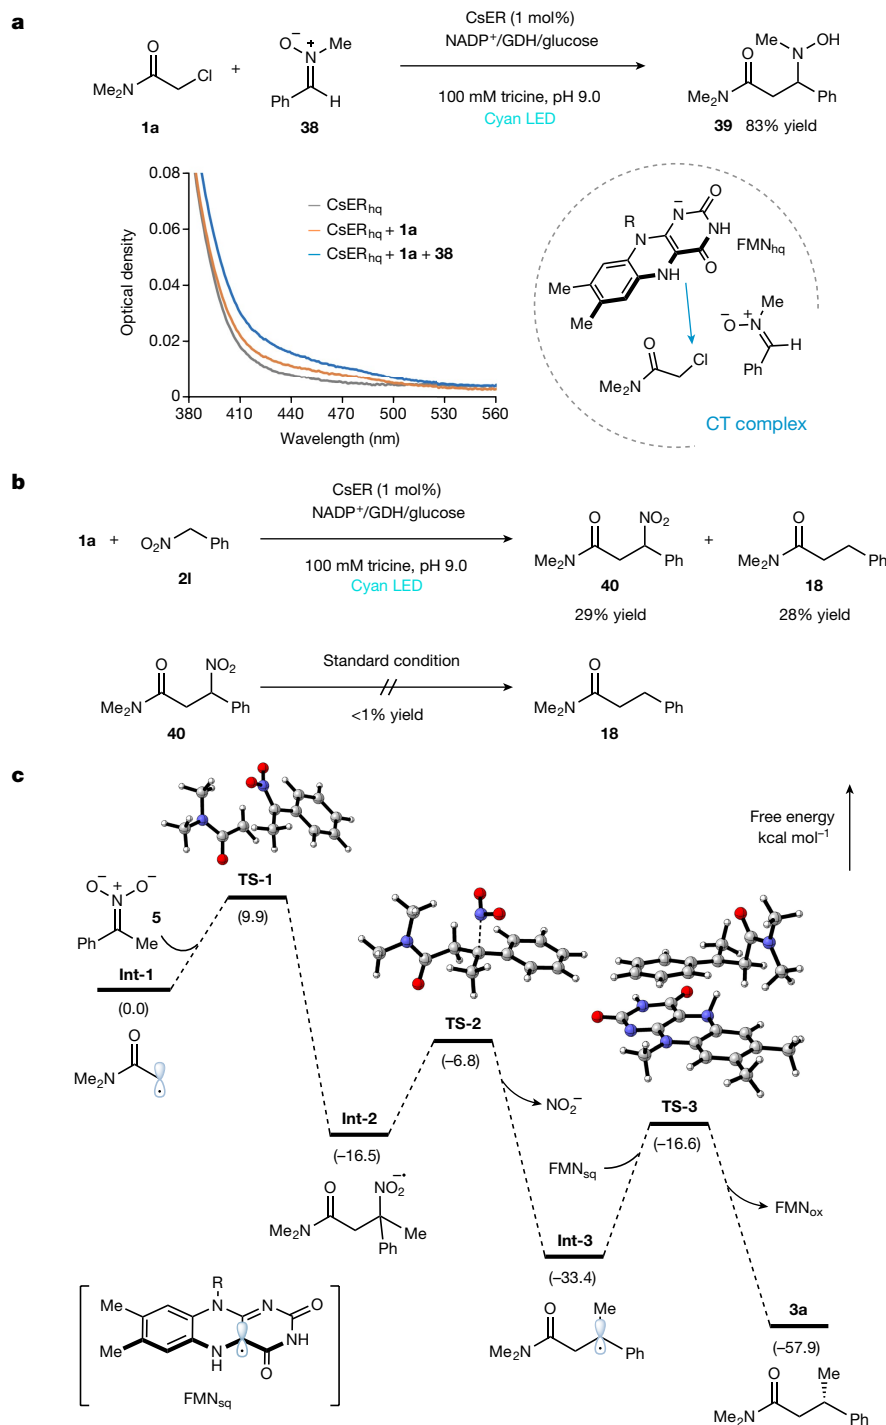 a
CsER (1 mol%)
NADP⁺/GDH/glucose
100 mM tricine, pH 9.0
Cyan LED
O
Me₂N
Cl
1a
+
−
O
+
N
Me
Ph
H
38
Me
N
OH
O
Me₂N
Ph
39 83% yield
0.08
0.06
0.04
0.02
0
380
410
440
470
500
530
560
Optical density
Wavelength (nm)
CsERhq
CsERhq + 1a
CsERhq + 1a + 38
R
N
N
−
O
NH
O
NH
Me
Me
FMNhq
O
Me₂N
Cl
−
O
+
N
Me
H
Ph
CT complex
b
1a +
O₂N
Ph
2l
CsER (1 mol%)
NADP⁺/GDH/glucose
100 mM tricine, pH 9.0
Cyan LED
O
NO₂
Me₂N
Ph
40
29% yield
+
O
Me₂N
Ph
18
28% yield
O
NO₂
Me₂N
Ph
40
Standard condition
<1% yield
O
Me₂N
Ph
18
c
Free energy
kcal mol⁻¹
O⁻
+
N
O⁻
Ph
Me
5
Int-1
(0.0)
O
Me₂N
TS-1
(9.9)
Int-2
(–16.5)
O
NO₂⁻•
Me₂N
Me
Ph
TS-2
(–6.8)
NO₂⁻
Int-3
(–33.4)
O
Me
Me₂N
Ph
FMNsq
TS-3
(–16.6)
FMNox
3a
(–57.9)
O
Me
Me₂N
Ph
R
Me
Me
N
N
O
NH
N
H
O
FMNsq